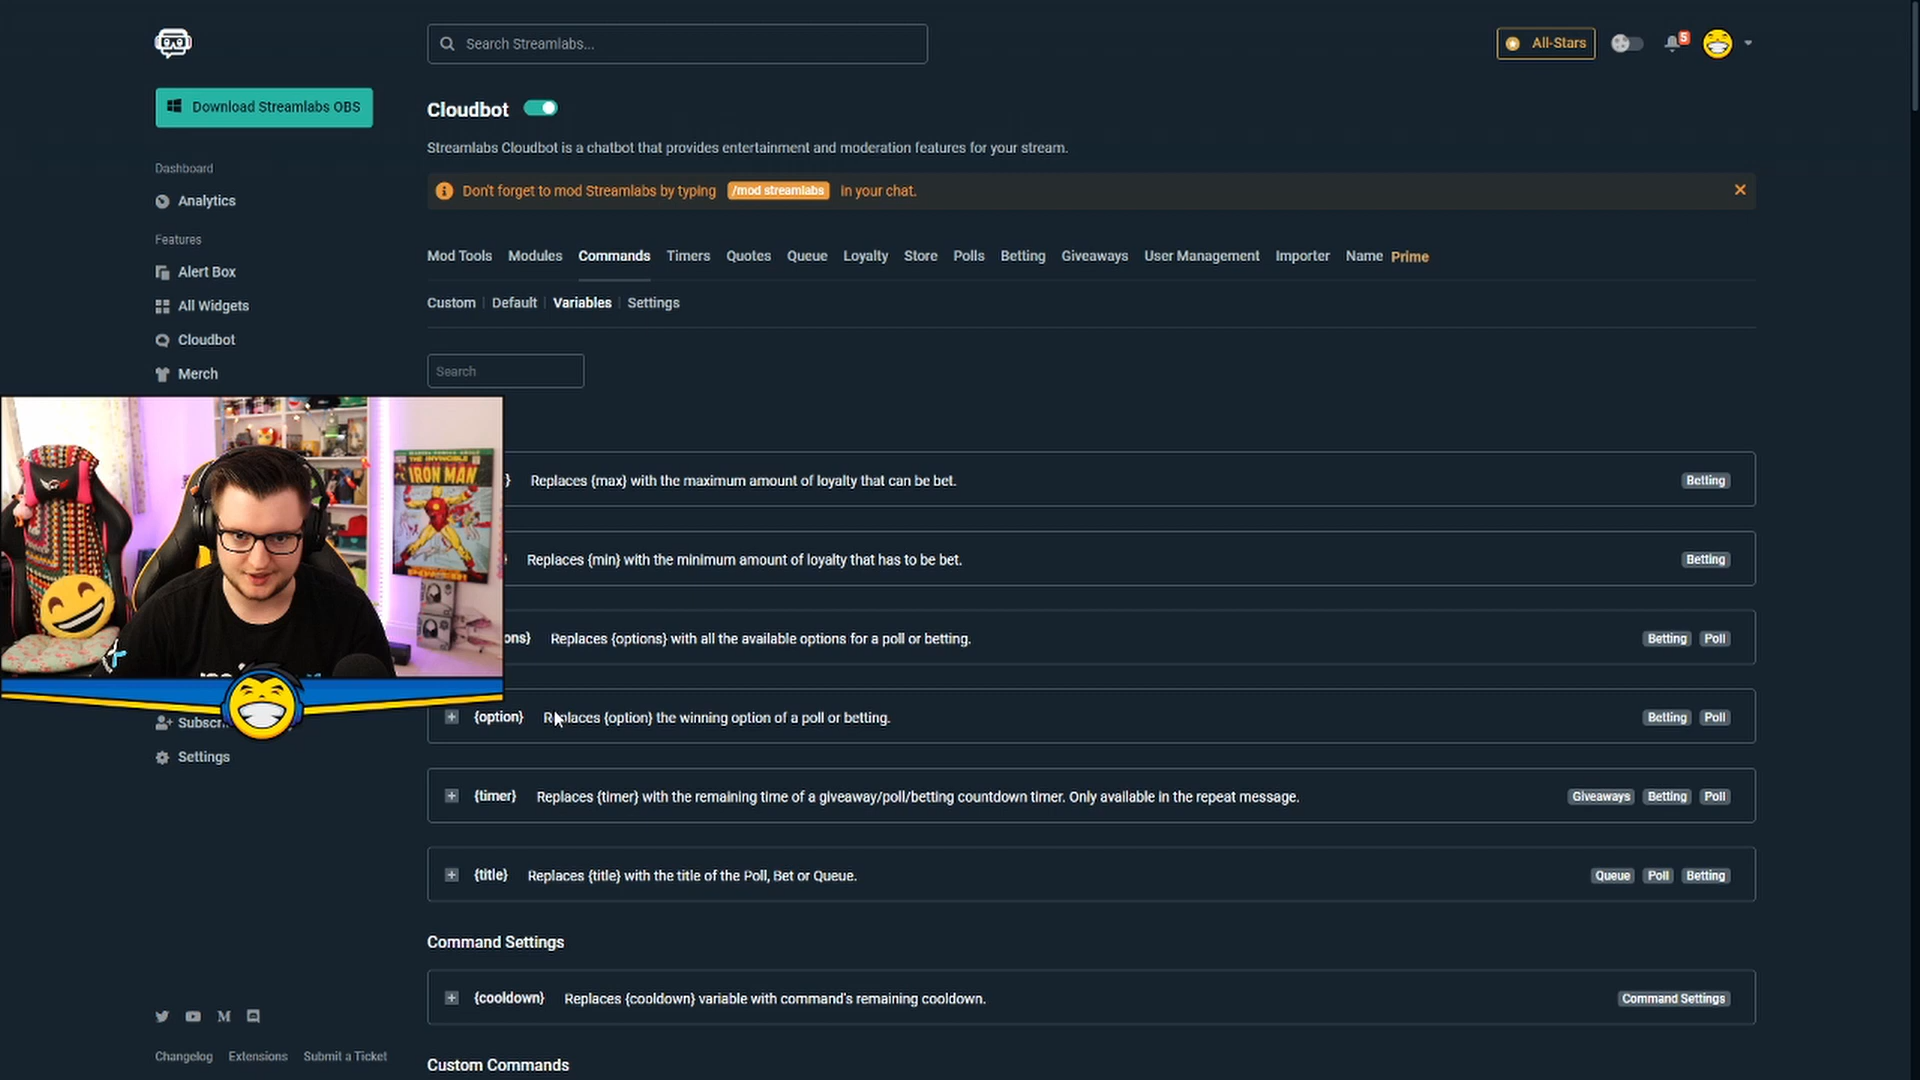 Search Streamlabs...
All-Stars
5
Download Streamlabs OBS
Dashboard
Analytics
Features
Alert Box
All Widgets
Cloudbot
Merch
Settings
Cloudbot
Streamlabs Cloudbot is a chatbot that provides entertainment and moderation features for your stream.
Don't forget to mod Streamlabs by typing /mod streamlabs in your chat.
Mod Tools Modules Commands Timers Quotes Queue Loyalty Store Polls Betting Giveaways User Management Importer Name Prime
Custom Default Variables Settings
Search
} Replaces {max} with the maximum amount of loyalty that can be bet. Betting
Replaces {min} with the minimum amount of loyalty that has to be bet. Betting
ons} Replaces {options} with all the available options for a poll or betting. Betting Poll
{option} Replaces {option} the winning option of a poll or betting. Betting Poll
{timer} Replaces {timer} with the remaining time of a giveaway/poll/betting countdown timer. Only available in the repeat message. Giveaways Betting Poll
{title} Replaces {title} with the title of the Poll, Bet or Queue. Queue Poll Betting
Command Settings
{cooldown} Replaces {cooldown} variable with command's remaining cooldown. Command Settings
Custom Commands
THE INVINCIBLE
IRON MAN
Subscr
Changelog Extensions Submit a Ticket